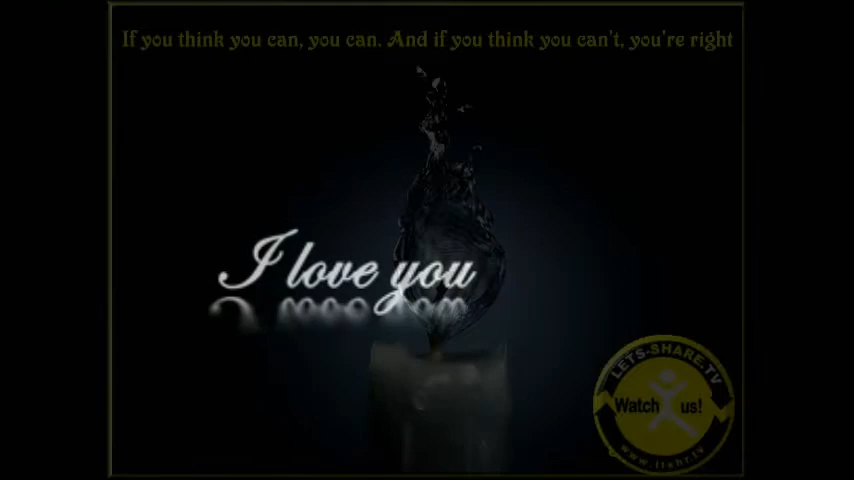 If you think you can, you can. And if you think you can't, you're right
I love you
LETS-SHARE.TV
Watch us!